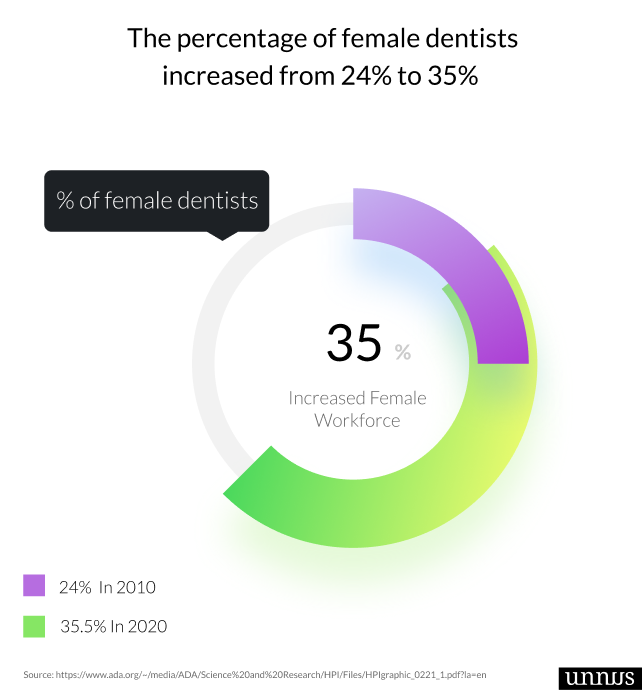 The percentage of female dentists
increased from 24% to 35%
% of female dentists
35 %
Increased Female
Workforce
24% In 2010
35.5% In 2020
Source: https://www.ada.org/~/media/ADA/Science%20and%20Research/HPI/Files/HPIgraphic_0221_1.pdf?la=en
unnus